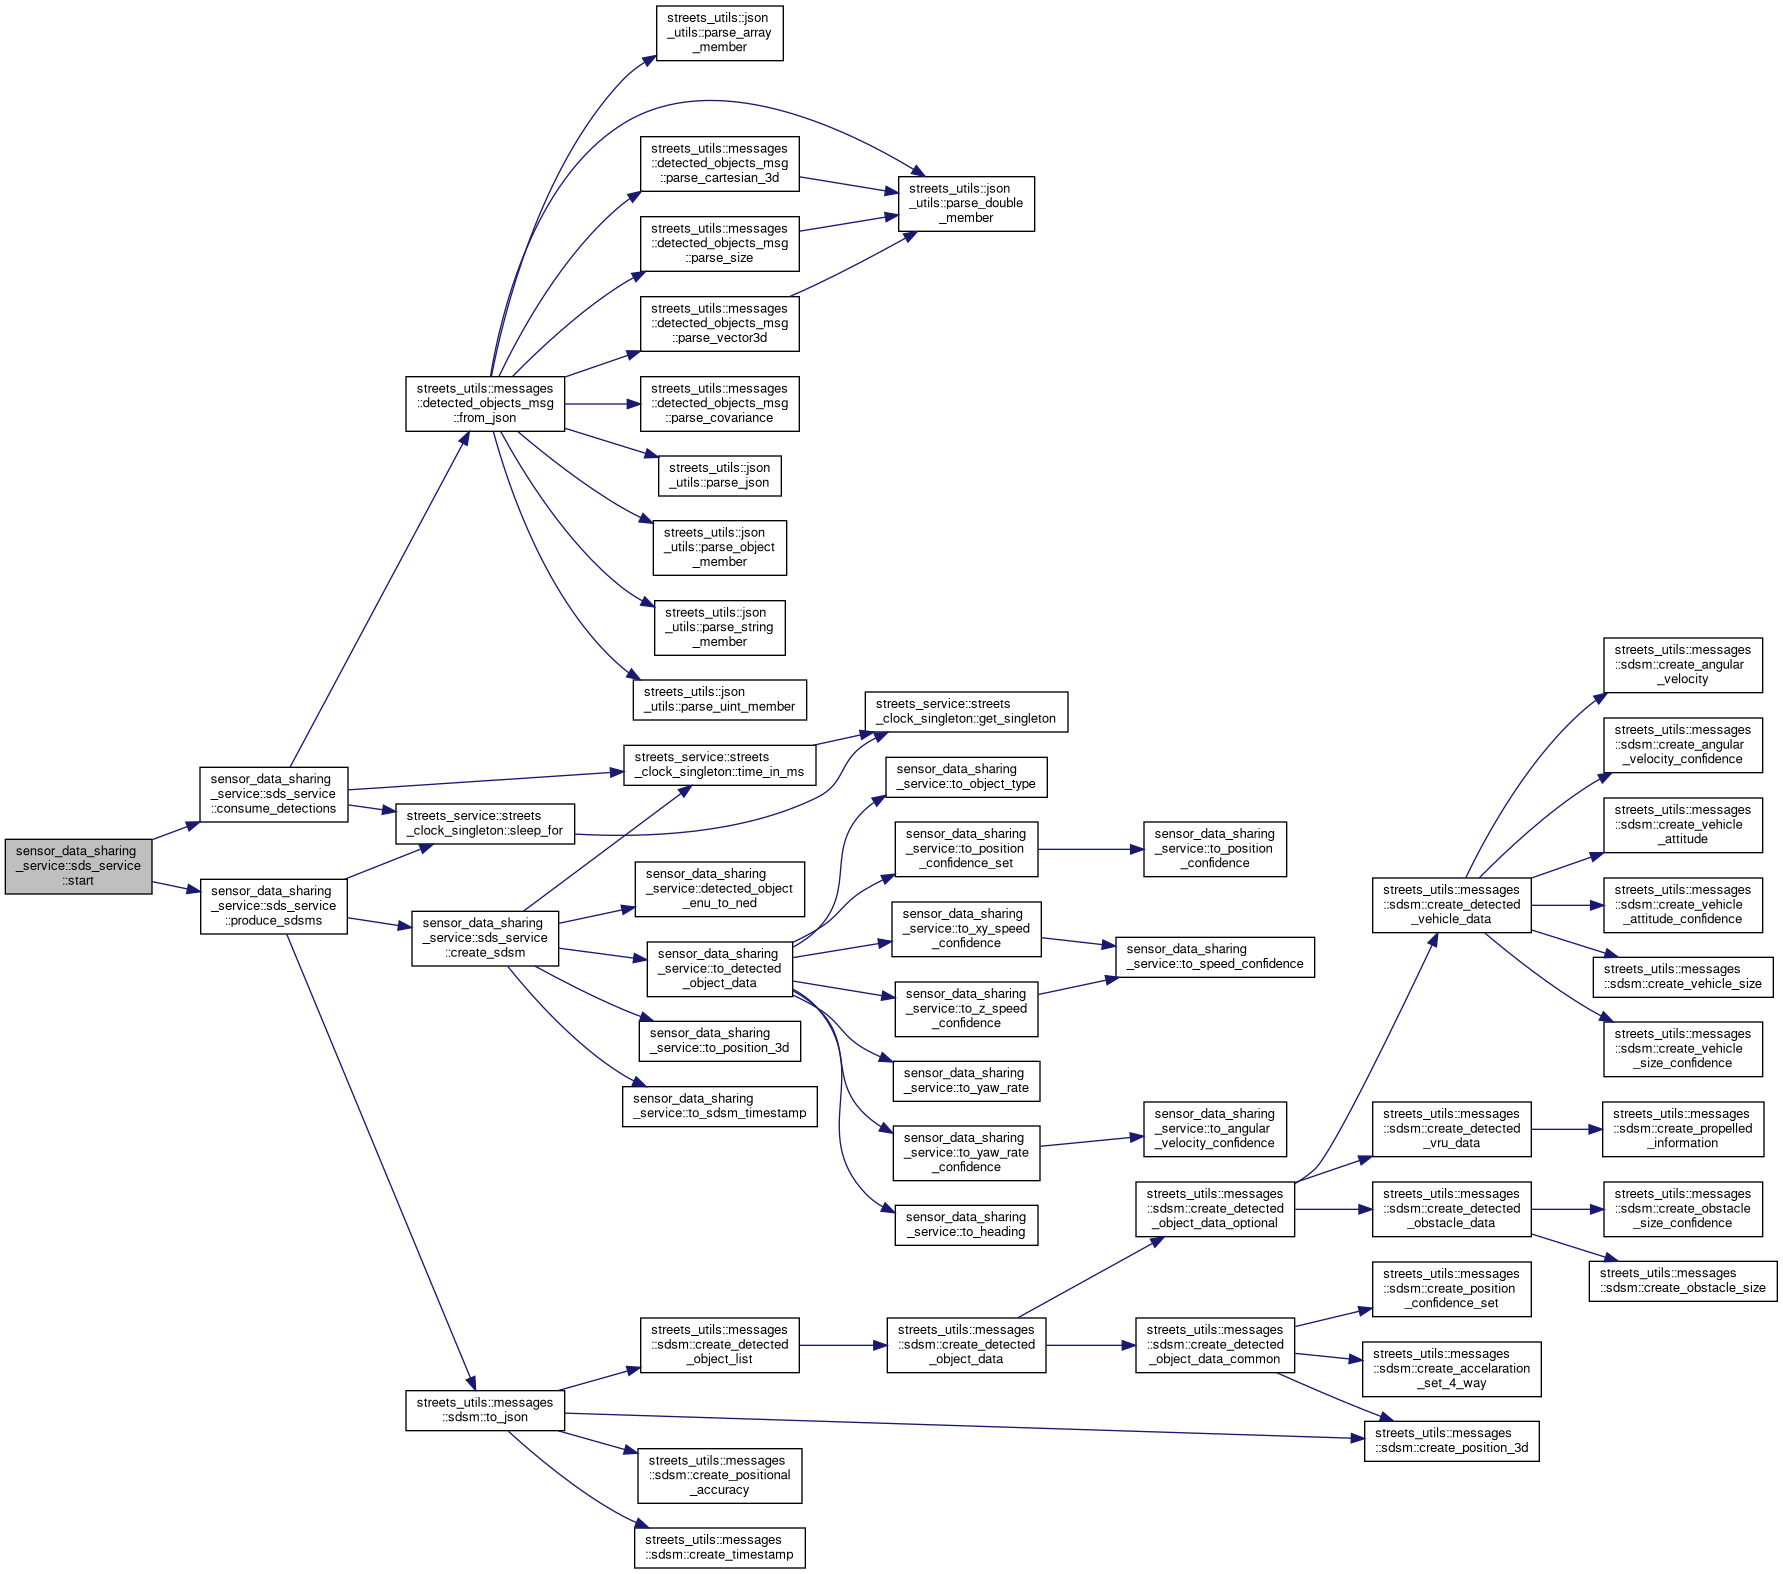 streets_utils::json
_utils::parse_array
_member
streets_utils::messages
::detected_objects_msg
::parse_cartesian_3d
streets_utils::json
_utils::parse_double
_member
streets_utils::messages
::detected_objects_msg
::parse_size
streets_utils::messages
::detected_objects_msg
::parse_vector3d
streets_utils::messages
::detected_objects_msg
::from_json
streets_utils::messages
::detected_objects_msg
::parse_covariance
streets_utils::json
_utils::parse_json
streets_utils::json
_utils::parse_object
_member
streets_utils::json
_utils::parse_string
_member
streets_utils::json
_utils::parse_uint_member
streets_service::streets
_clock_singleton::get_singleton
streets_service::streets
_clock_singleton::time_in_ms
sensor_data_sharing
_service::sds_service
::consume_detections
streets_service::streets
_clock_singleton::sleep_for
sensor_data_sharing
_service::sds_service
::start
sensor_data_sharing
_service::sds_service
::produce_sdsms
sensor_data_sharing
_service::sds_service
::create_sdsm
sensor_data_sharing
_service::detected_object
_enu_to_ned
sensor_data_sharing
_service::to_detected
_object_data
sensor_data_sharing
_service::to_position_3d
sensor_data_sharing
_service::to_sdsm_timestamp
sensor_data_sharing
_service::to_object_type
sensor_data_sharing
_service::to_position
_confidence_set
sensor_data_sharing
_service::to_position
_confidence
sensor_data_sharing
_service::to_xy_speed
_confidence
sensor_data_sharing
_service::to_speed_confidence
sensor_data_sharing
_service::to_z_speed
_confidence
sensor_data_sharing
_service::to_yaw_rate
sensor_data_sharing
_service::to_yaw_rate
_confidence
sensor_data_sharing
_service::to_angular
_velocity_confidence
sensor_data_sharing
_service::to_heading
streets_utils::messages
::sdsm::to_json
streets_utils::messages
::sdsm::create_detected
_object_list
streets_utils::messages
::sdsm::create_positional
_accuracy
streets_utils::messages
::sdsm::create_timestamp
streets_utils::messages
::sdsm::create_detected
_object_data
streets_utils::messages
::sdsm::create_detected
_object_data_optional
streets_utils::messages
::sdsm::create_detected
_object_data_common
streets_utils::messages
::sdsm::create_detected
_vehicle_data
streets_utils::messages
::sdsm::create_detected
_vru_data
streets_utils::messages
::sdsm::create_detected
_obstacle_data
streets_utils::messages
::sdsm::create_position
_confidence_set
streets_utils::messages
::sdsm::create_accelaration
_set_4_way
streets_utils::messages
::sdsm::create_position_3d
streets_utils::messages
::sdsm::create_angular
_velocity
streets_utils::messages
::sdsm::create_angular
_velocity_confidence
streets_utils::messages
::sdsm::create_vehicle
_attitude
streets_utils::messages
::sdsm::create_vehicle
_attitude_confidence
streets_utils::messages
::sdsm::create_vehicle_size
streets_utils::messages
::sdsm::create_vehicle
_size_confidence
streets_utils::messages
::sdsm::create_propelled
_information
streets_utils::messages
::sdsm::create_obstacle
_size_confidence
streets_utils::messages
::sdsm::create_obstacle_size